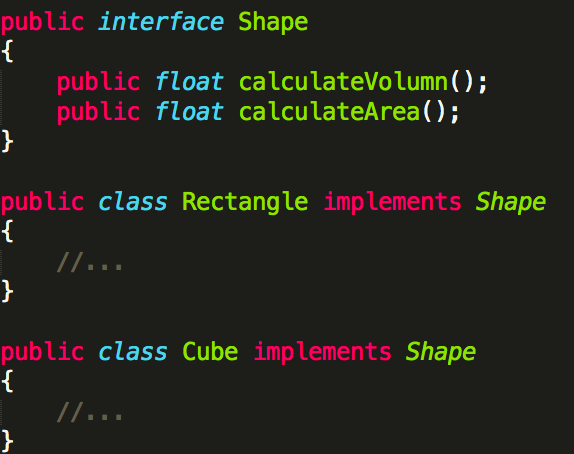 public interface Shape
{
    public float calculateVolumn();
    public float calculateArea();
}

public class Rectangle implements Shape
{
    //...
}

public class Cube implements Shape
{
    //...
}